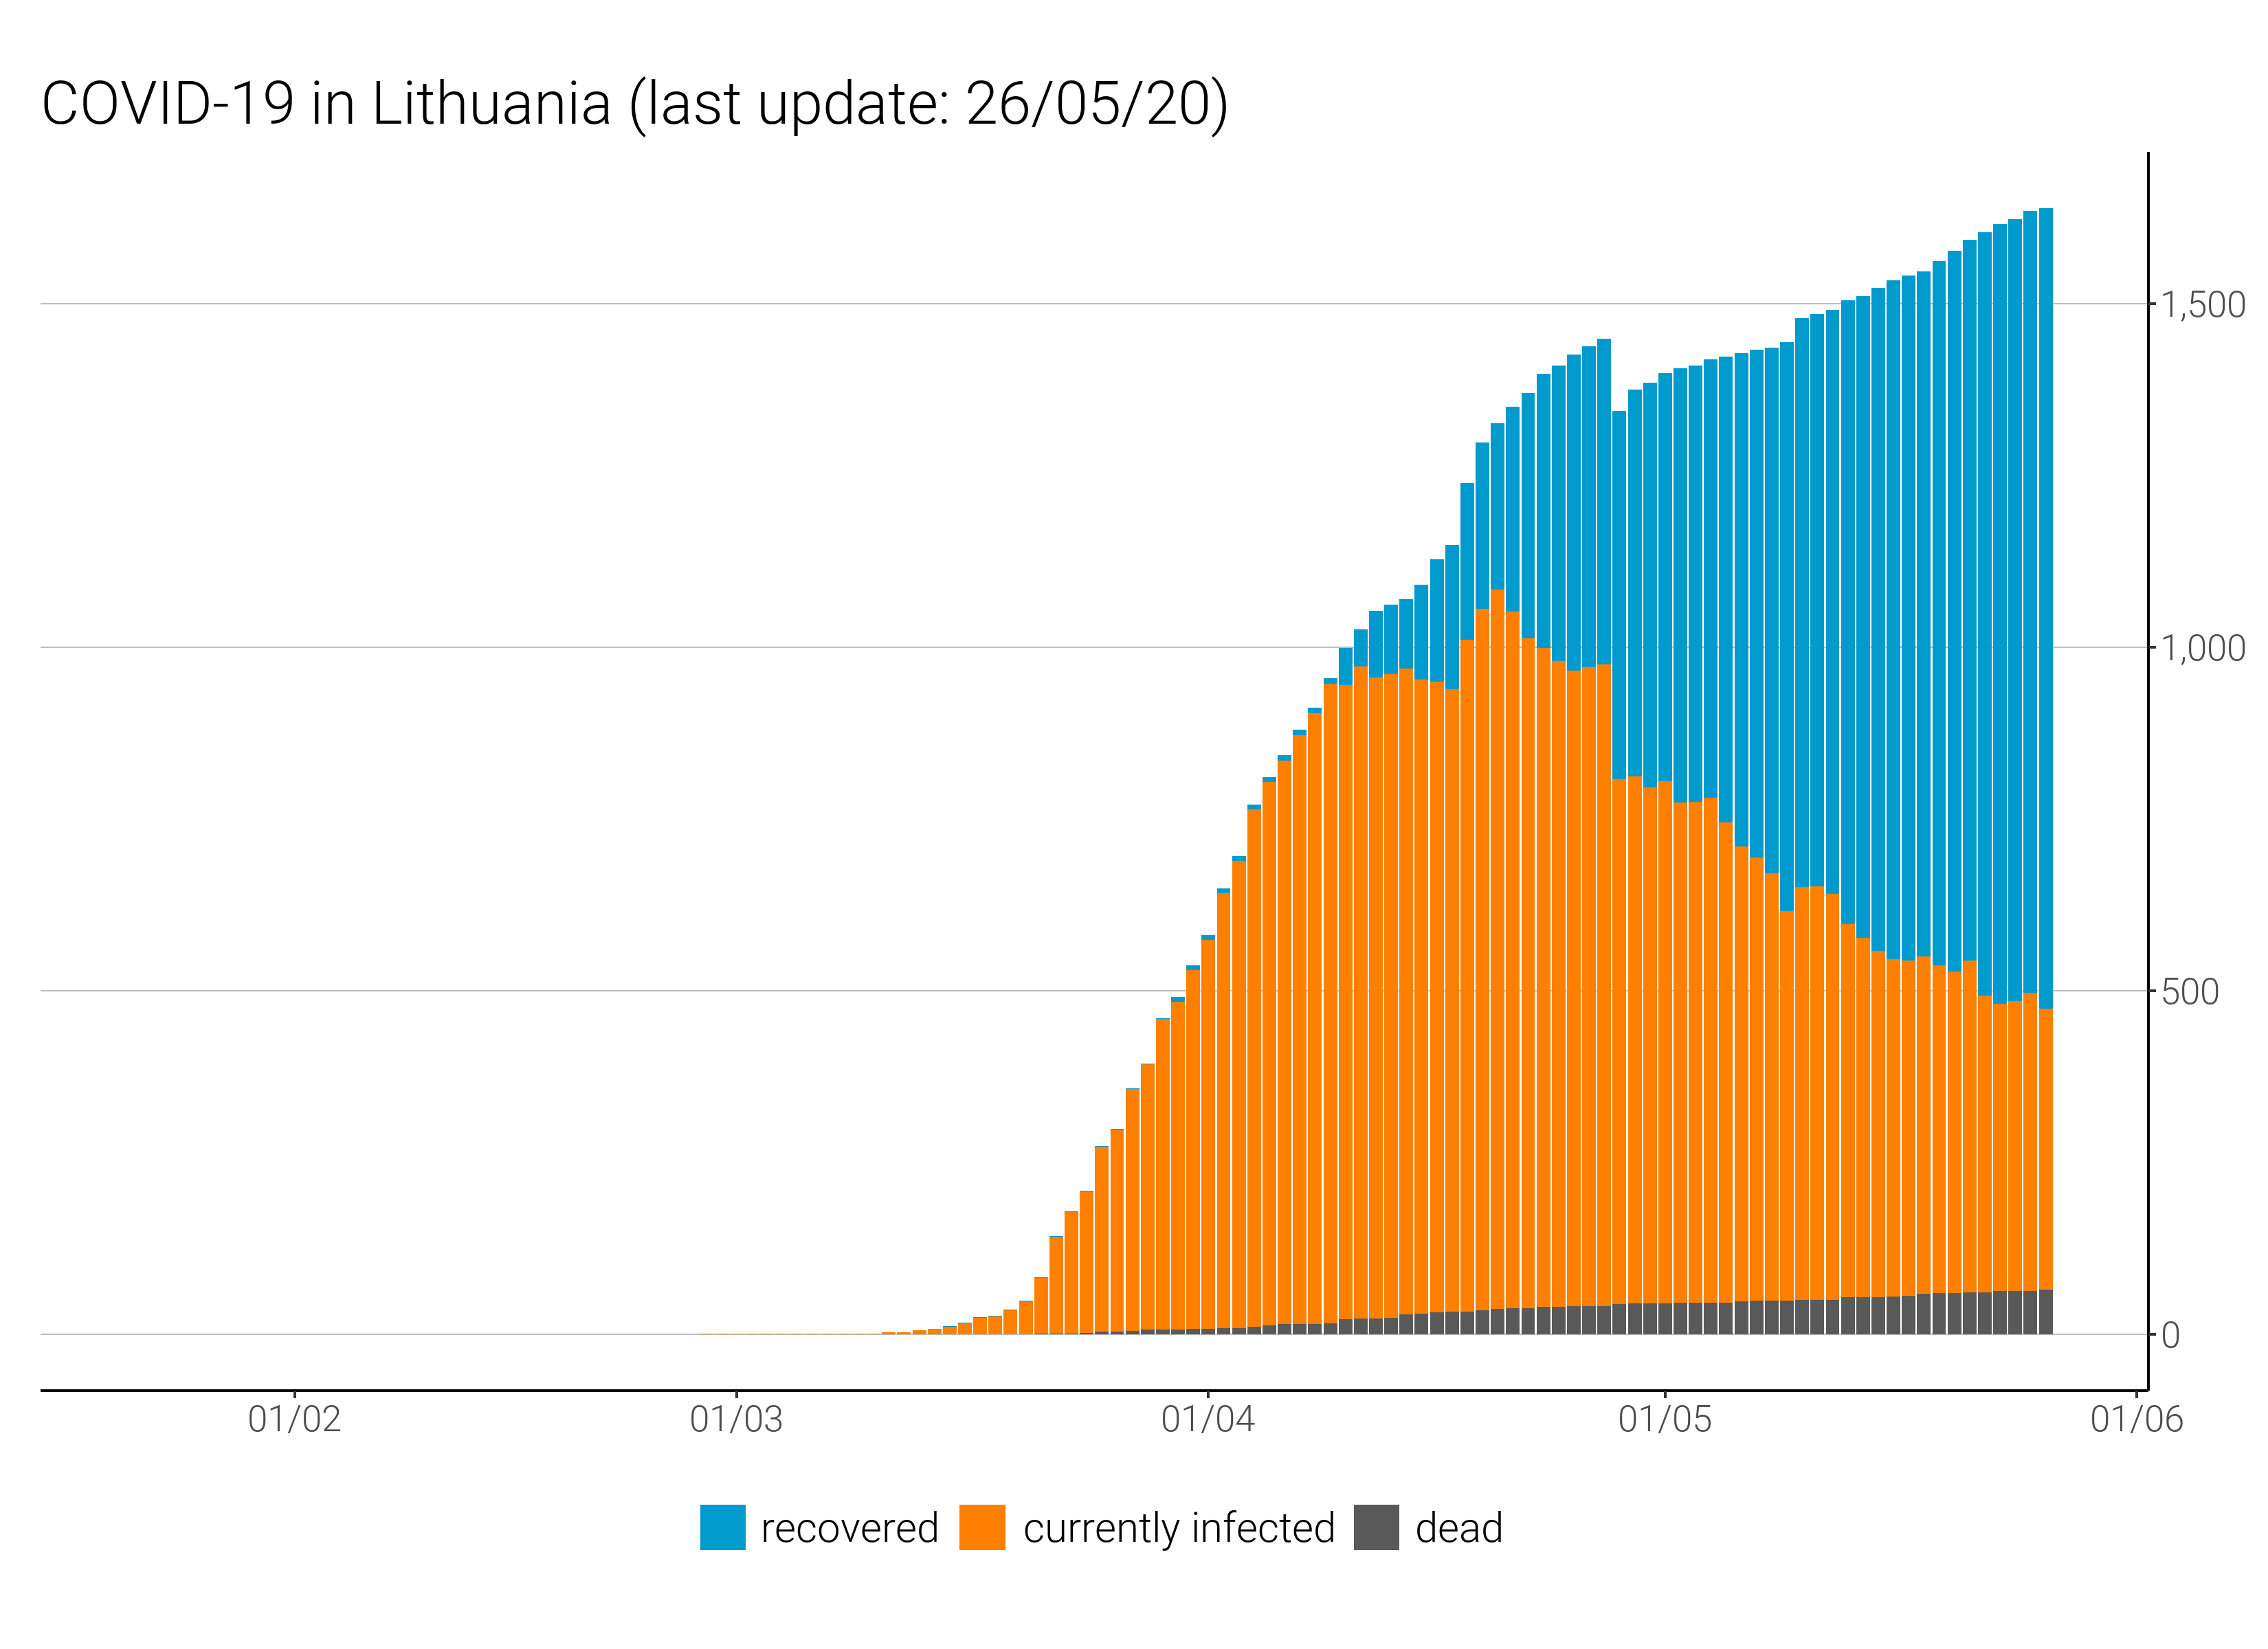 COVID-19 in Lithuania (last update: 26/05/20)
1,500
1,000
500
0
01/02 01/03 01/04 01/05 01/06
recovered currently infected dead